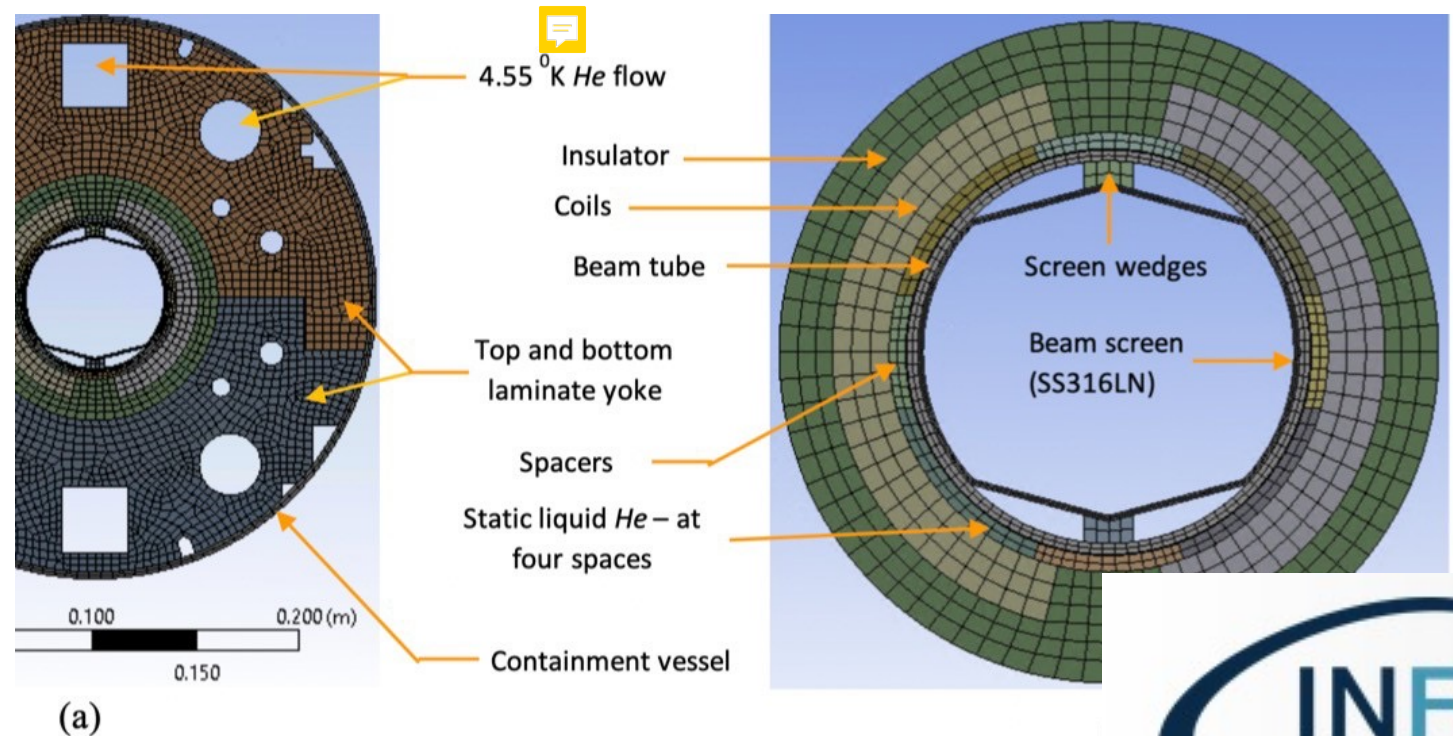 4.55 ⁰K He flow
Insulator
Coils
Beam tube
Screen wedges
Beam screen
(SS316LN)
Top and bottom
laminate yoke
Spacers
Static liquid He – at
four spaces
Containment vessel
0.100
0.200 (m)
0.150
(a)